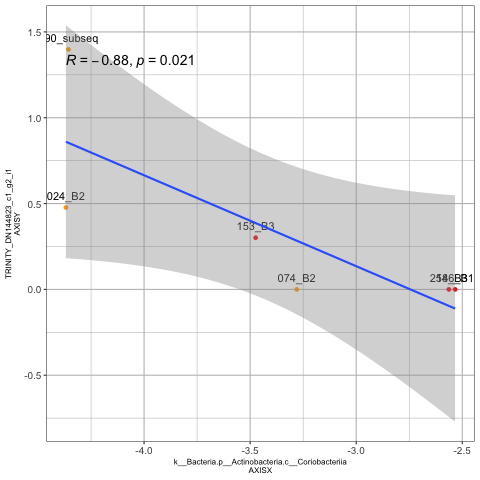 90_subseq
R = −0.88, p = 0.021
024_B2
153_B3
074_B2
1.5
1.0
0.5
0.0
-0.5
-4.0
-3.5
-3.0
-2.5
TRINITY_DN144823_c1_g2_i1
AXISY
k__Bacteria.p__Actinobacteria.c__Coriobacteriia
AXISX